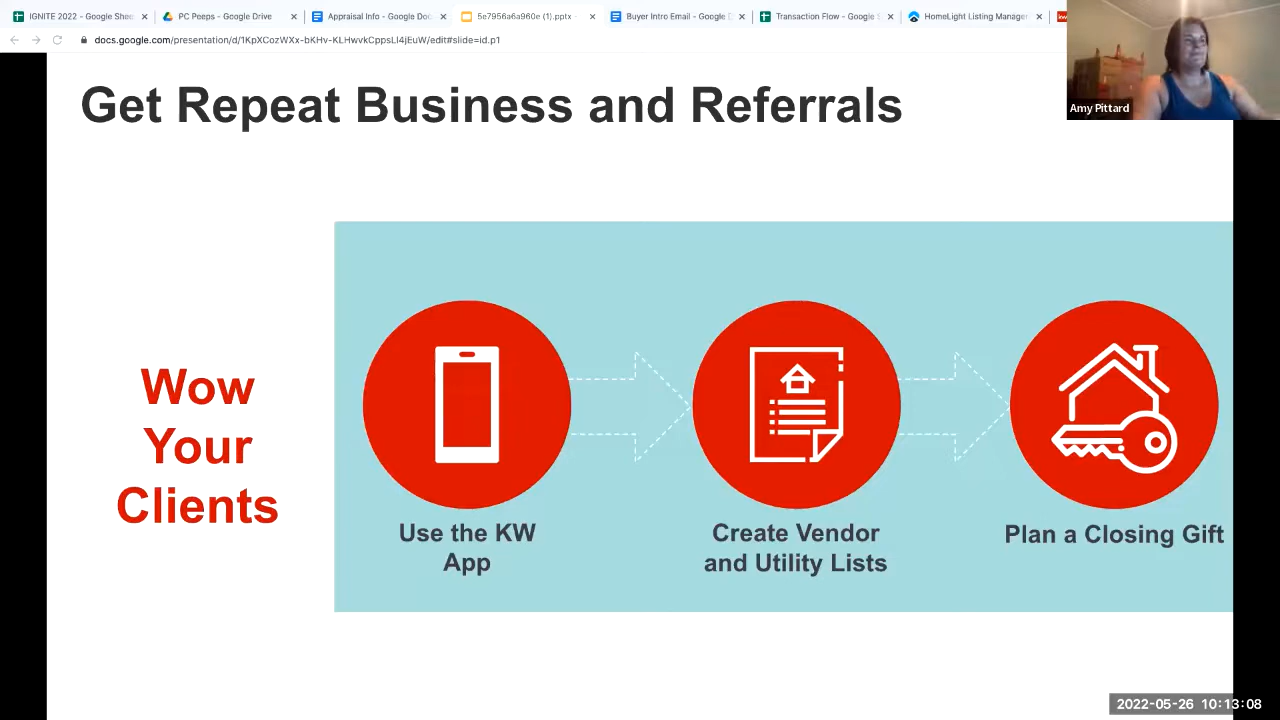 IGNITE 2022 - Google Shee
PC Peeps - Google Drive
Appraisal Info - Google Doc
5e7956a6a960e (1).pptx -
Buyer Intro Email - Google D
Transaction Flow - Google S
HomeLight Listing Manager
kw
docs.google.com/presentation/d/1KpXCozWXx-bKHv-KLHwvkCppsLl4jEuW/edit#slide=id.p1
Amy Pittard
Get Repeat Business and Referrals
Wow
Your
Clients
Use the KW
App
Create Vendor
and Utility Lists
Plan a Closing Gift
2022-05-26 10:13:08